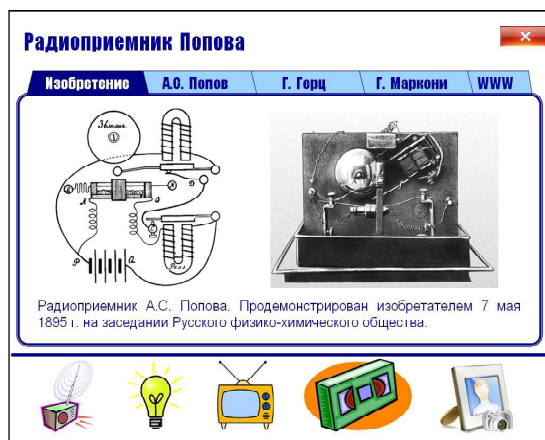 Радиоприемник Попова
Изобретение А.С. Попов Г. Герц Г. Маркони WWW
Радиоприемник А.С. Попова. Продемонстрирован изобретателем 7 мая
1895 г. на заседании Русского физико-химического общества.